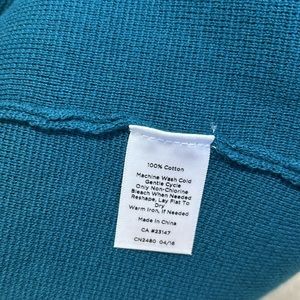 100% Cotton
Machine Wash Cold
Gentle Cycle
Only Non-Chlorine
Bleach When Needed
Reshape, Lay Flat To
Dry
Warm Iron, If Needed
Made In China
CA #23147
CN2480 04/16